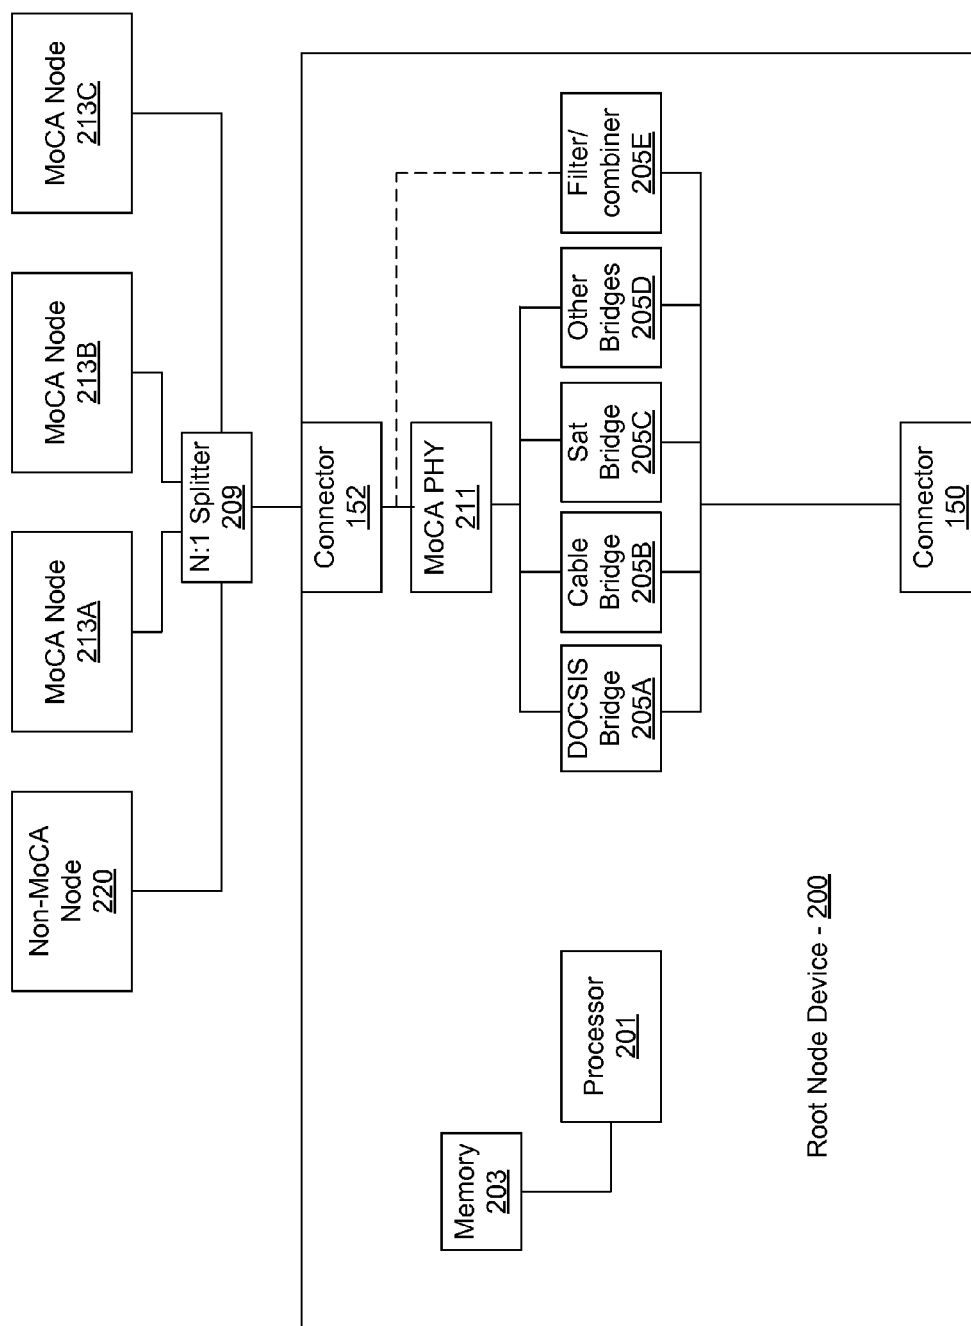 Non-MoCA
Node
220
MoCA Node
213A
MoCA Node
213B
MoCA Node
213C
N:1 Splitter
209
Connector
152
MoCA PHY
211
DOCSIS
Bridge
205A
Cable
Bridge
205B
Sat
Bridge
205C
Other
Bridges
205D
Filter/
combiner
205E
Memory
203
Processor
201
Connector
150
Root Node Device - 200